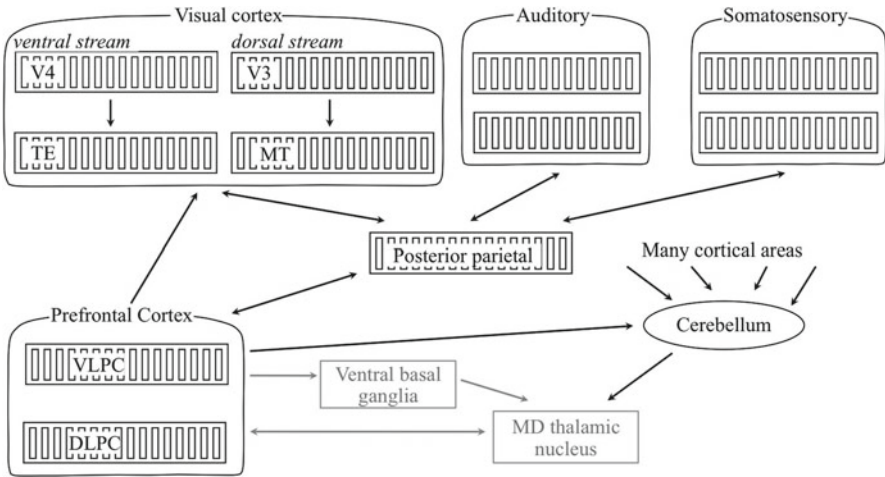 Visual cortex
Auditory
Somatosensory
ventral stream
dorsal stream
V4
V3
TE
MT
Posterior parietal
Many cortical areas
Prefrontal Cortex
Cerebellum
VLPC
Ventral basal
ganglia
DLPC
MD thalamic
nucleus